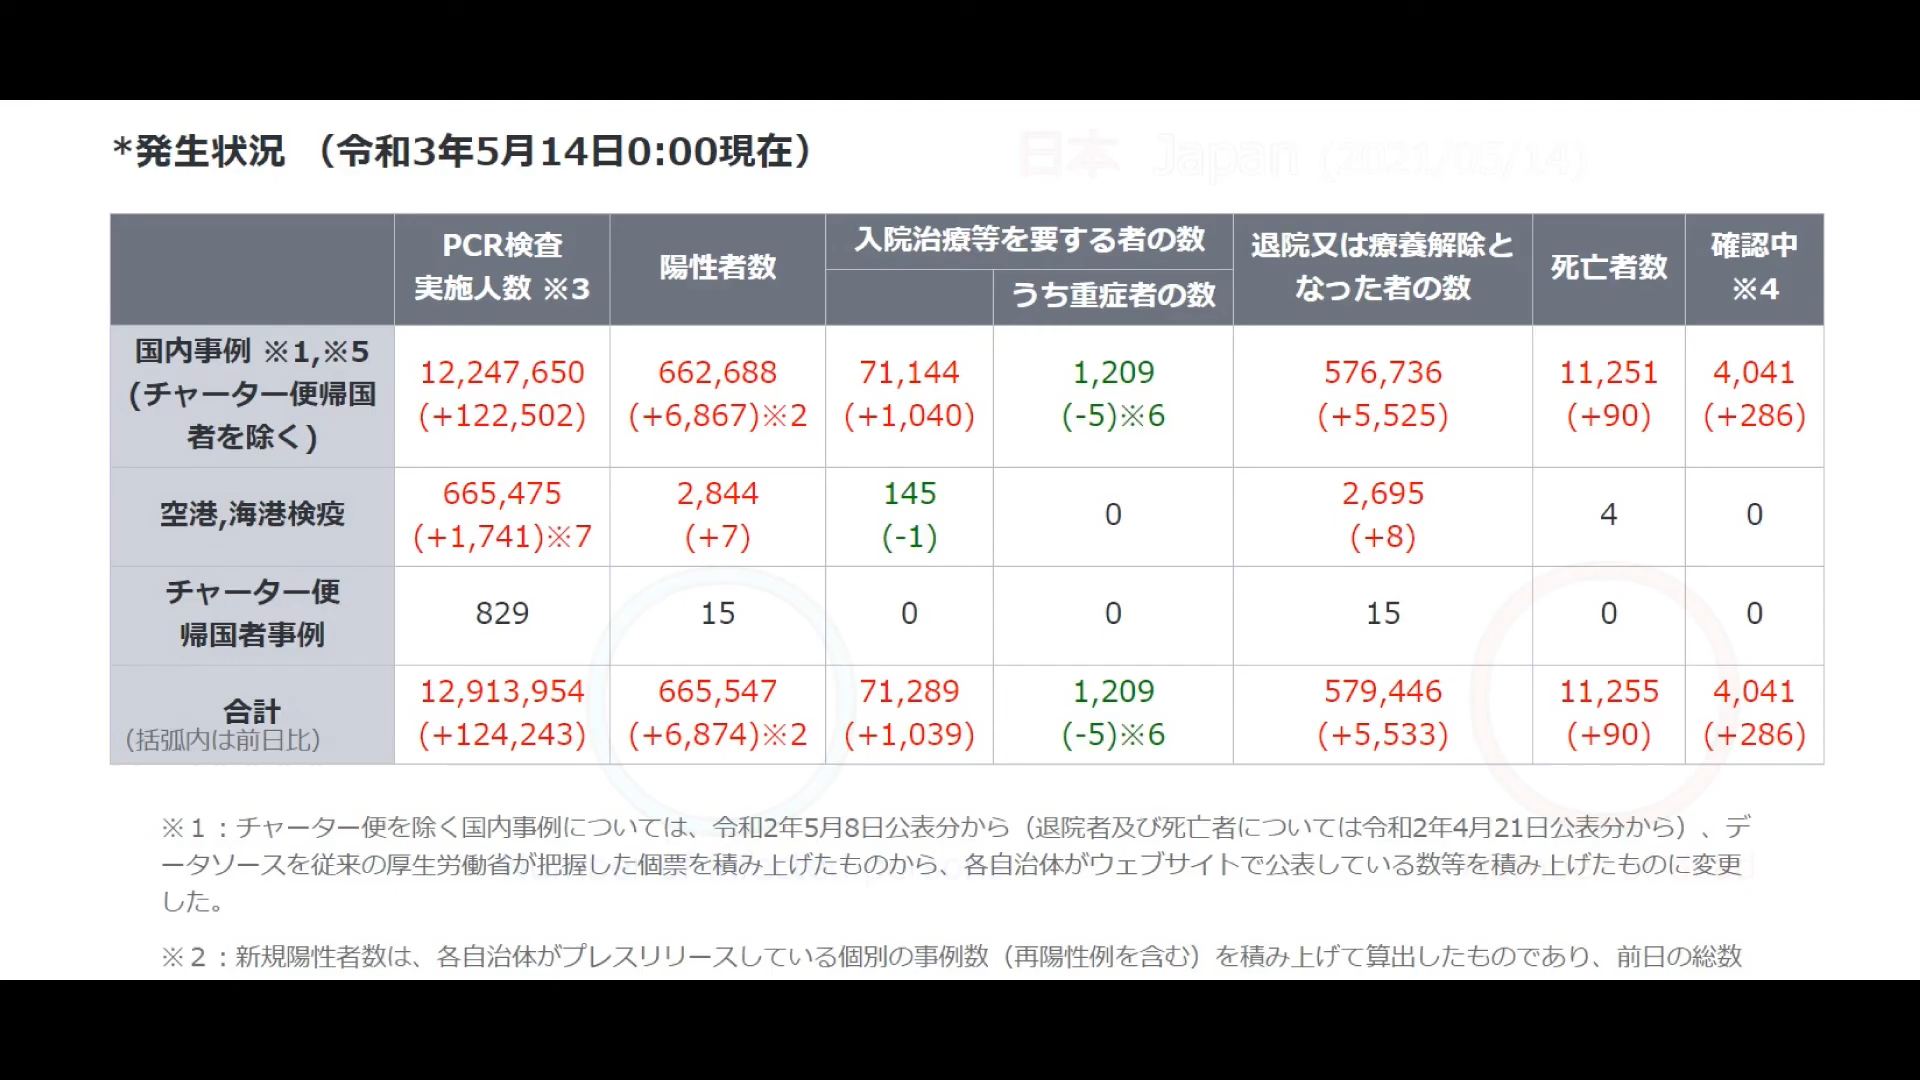 *発生状況 （令和3年5月14日0:00現在）
日本 Japan (2021/05/14)
PCR検査
実施人数 ※3
陽性者数
入院治療等を要する者の数
うち重症者の数
退院又は療養解除と
なった者の数
死亡者数
確認中
※4
国内事例 ※1,※5
(チャーター便帰国
者を除く)
12,247,650
(+122,502)
662,688
(+6,867)※2
71,144
(+1,040)
1,209
(-5)※6
576,736
(+5,525)
11,251
(+90)
4,041
(+286)
空港,海港検疫
665,475
(+1,741)※7
2,844
(+7)
145
(-1)
0
2,695
(+8)
4
0
チャーター便
帰国者事例
829
15
0
0
15
0
0
合計
（括弧内は前日比）
12,913,954
(+124,243)
665,547
(+6,874)※2
71,289
(+1,039)
1,209
(-5)※6
579,446
(+5,533)
11,255
(+90)
4,041
(+286)
※１：チャーター便を除く国内事例については、令和2年5月8日公表分から（退院者及び死亡者については令和2年4月21日公表分から）、デ
ータソースを従来の厚生労働省が把握した個票を積み上げたものから、各自治体がウェブサイトで公表している数等を積み上げたものに変更
した。
※２：新規陽性者数は、各自治体がプレスリリースしている個別の事例数（再陽性例を含む）を積み上げて算出したものであり、前日の総数